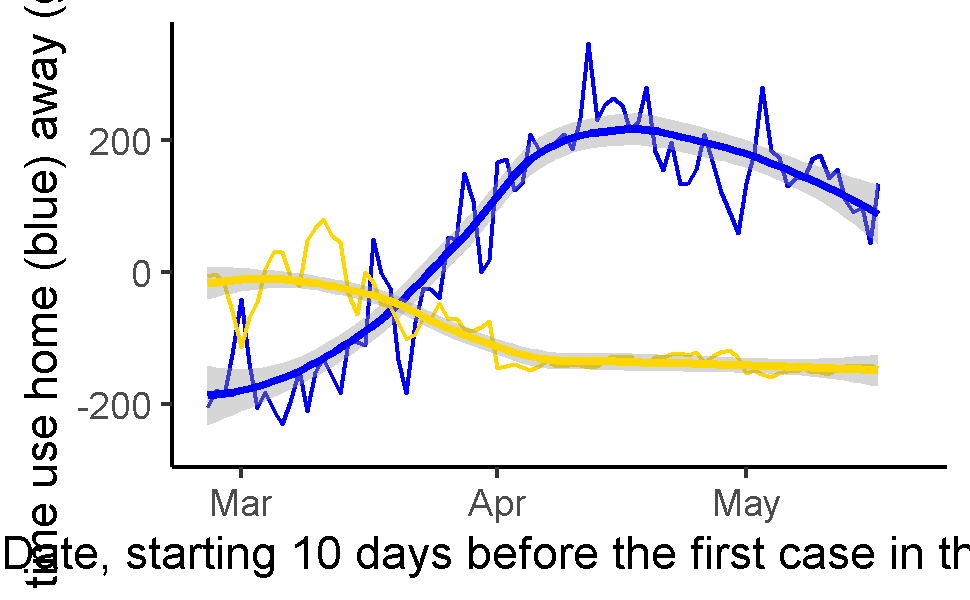 time use home (blue) away (
200
0
-200
Mar Apr May
Date, starting 10 days before the first case in th